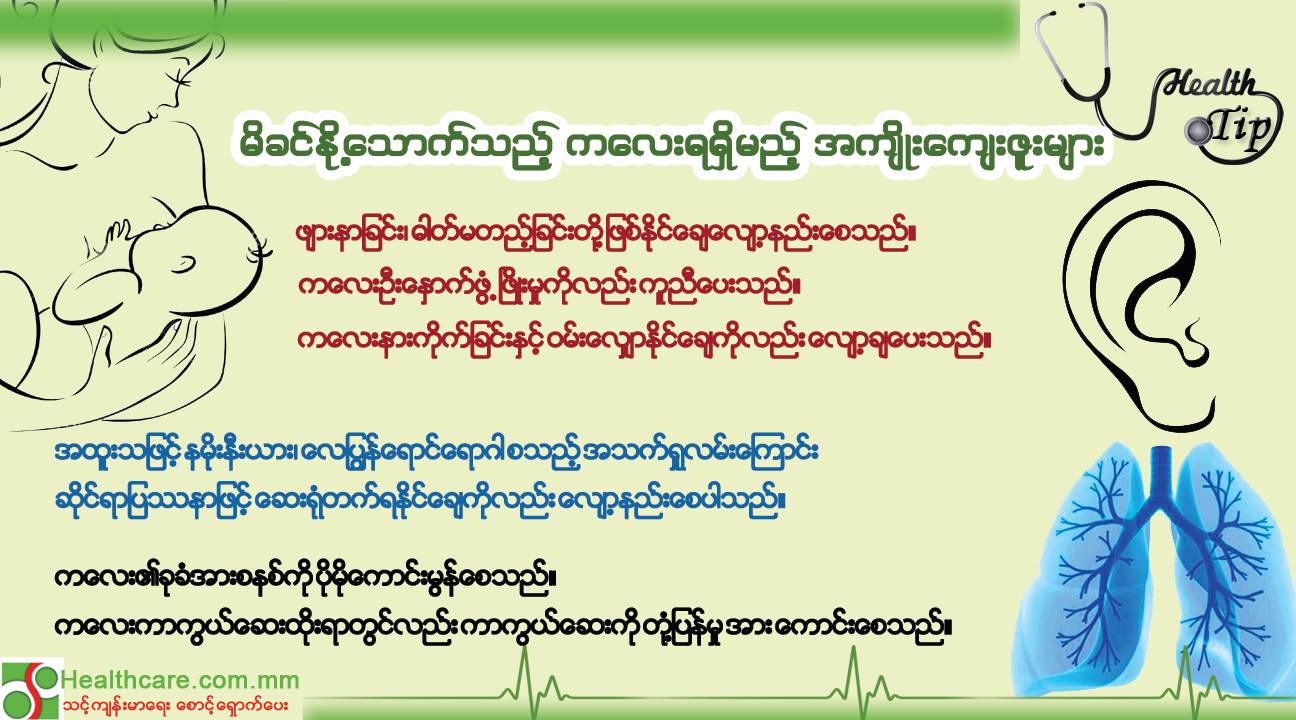 Health
Tip
မိခင်နို့သောက်သည့် ကလေးရရှိမည့် အကျိုးကျေးဇူးများ
ဖျားနာခြင်း၊ ဓါတ်မတည့်ခြင်းတို့ ဖြစ်နိုင်ချေလျော့နည်းစေသည်။
ကလေးဦးနှောက်ဖွံ့ဖြိုးမှုကိုလည်း ကူညီပေးသည်။
ကလေးနားကိုက်ခြင်းနှင့် ဝမ်းလျှောနိုင်ချေကိုလည်း လျော့ချပေးသည်။
အထူးသဖြင့် နမိုးနီးယား၊ လေပြွန်ရောင်ရောဂါ စသည့် အသက်ရှုလမ်းကြောင်း
ဆိုင်ရာပြဿနာဖြင့် ဆေးရုံတက်ရနိုင်ချေကိုလည်း လျော့နည်းစေပါသည်။
ကလေး၏ခုခံအားစနစ်ကို ပိုမိုကောင်းမွန်စေသည်။
ကလေးကာကွယ်ဆေးထိုးရာတွင်လည်း ကာကွယ်ဆေးကို တုံ့ပြန်မှု အား ကောင်းစေသည်။
Healthcare.com.mm
သင့်ကျန်းမာရေး စောင့်ရှောက်ပေး